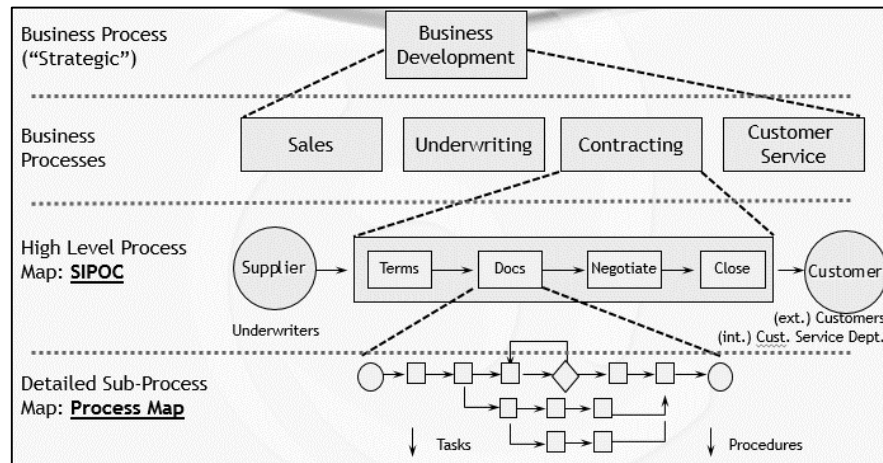 Business Process
("Strategic")
Business
Development
Business
Processes
Sales
Underwriting
Contracting
Customer
Service
High Level Process
Map: SIPOC
Supplier
Underwriters
Terms
Docs
Negotiate
Close
Customer
(ext.) Customers
(int.) Cust. Service Dept.
Detailed Sub-Process
Map: Process Map
Tasks
Procedures